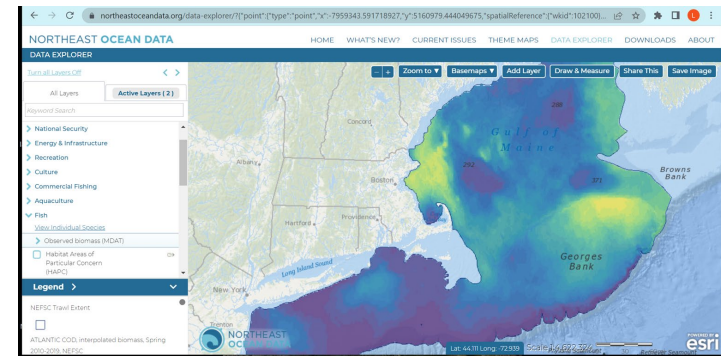 northeastoceandata.org/data-explorer/?{"point":{"type":"point","x":-7959343.591718927,"y":5160979.444049675,"spatialReference":{"wkid":102100}...
L
NORTHEAST OCEAN DATA
HOME WHAT'S NEW? CURRENT ISSUES THEME MAPS DATA EXPLORER DOWNLOADS ABOUT
DATA EXPLORER
Turn all Layers Off < >
- + Zoom to ▼ Basemaps ▼ Add Layer Draw & Measure Share This Save Image
All Layers Active Layers ( 2 )
Keyword Search
National Security
Energy & Infrastructure
Recreation
Culture
Commercial Fishing
Aquaculture
Fish
View Individual Species
Observed biomass (MDAT)
Habitat Areas of
Particular Concern
(HAPC)
Legend >
NEFSC Trawl Extent
ATLANTIC COD, interpolated biomass, Spring
2010-2019, NEFSC
Concord
Albany
Boston
Hartford
Providence
Long Island Sound
New York
Trenton
Gulf of
Maine
Browns
Bank
Georges
Bank
NORTHEAST
Lat: 44.111 Long: -72.939
POWERED BY
esri
Retriever Seamount